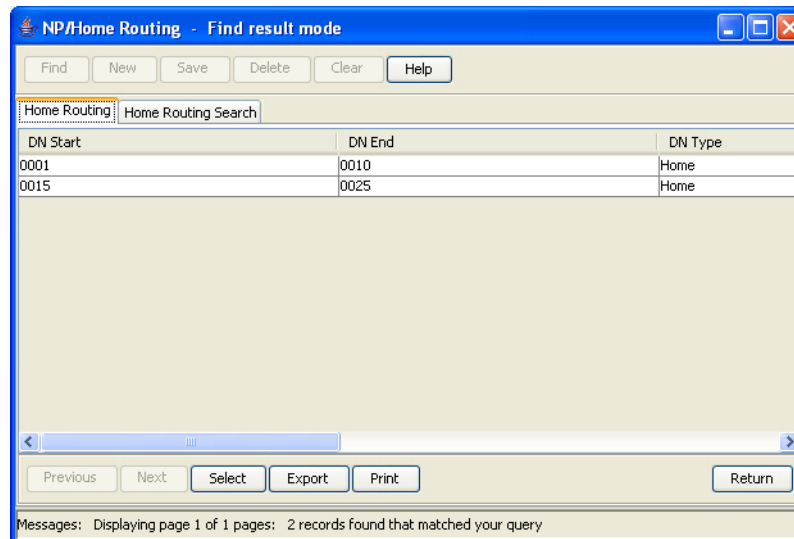 NP/Home Routing - Find result mode
Find New Save Delete Clear Help
Home Routing Home Routing Search
DN Start DN End DN Type
0001 0010 Home
0015 0025 Home
Previous Next Select Export Print Return
Messages: Displaying page 1 of 1 pages: 2 records found that matched your query